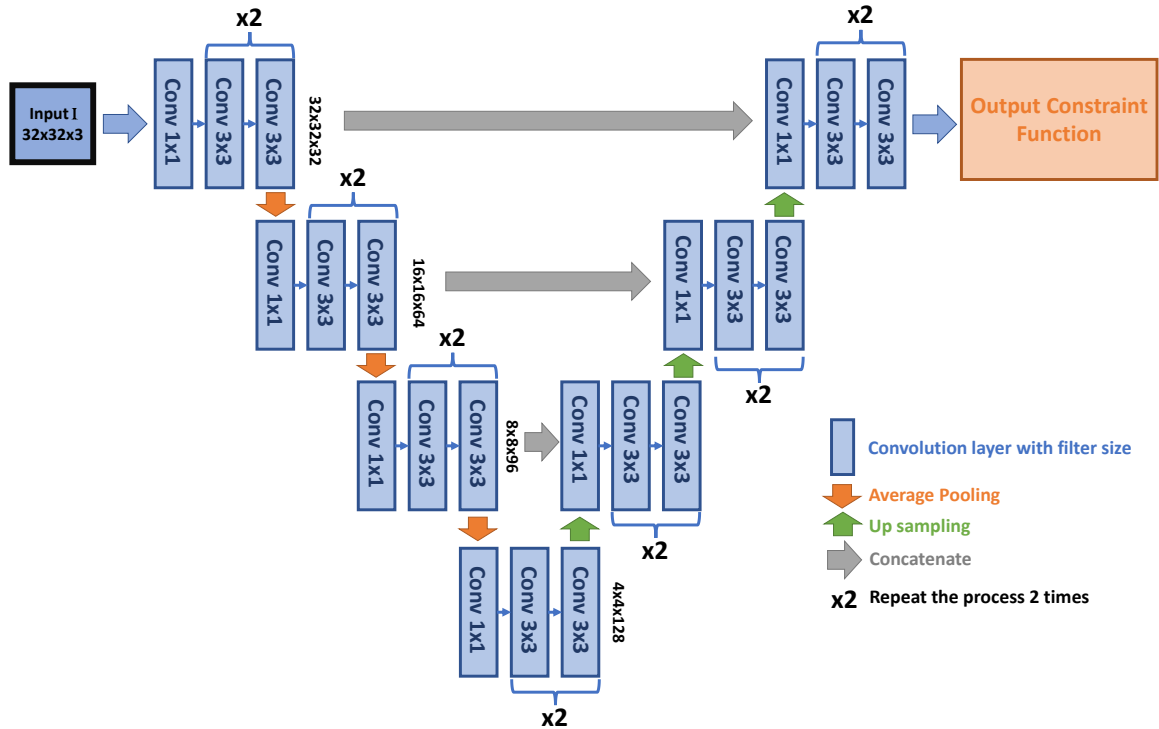 x2
x2
Input I
32x32x3
Conv 1x1
Conv 3x3
Conv 3x3
32x32x32
Conv 1x1
Conv 3x3
Conv 3x3
Output Constraint
Function
x2
Conv 1x1
Conv 3x3
Conv 3x3
16x16x64
Conv 1x1
Conv 3x3
Conv 3x3
x2
x2
Conv 1x1
Conv 3x3
Conv 3x3
8x8x96
Conv 1x1
Conv 3x3
Conv 3x3
x2
Conv 1x1
Conv 3x3
Conv 3x3
4x4x128
x2
Convolution layer with filter size
Average Pooling
Up sampling
Concatenate
x2 Repeat the process 2 times